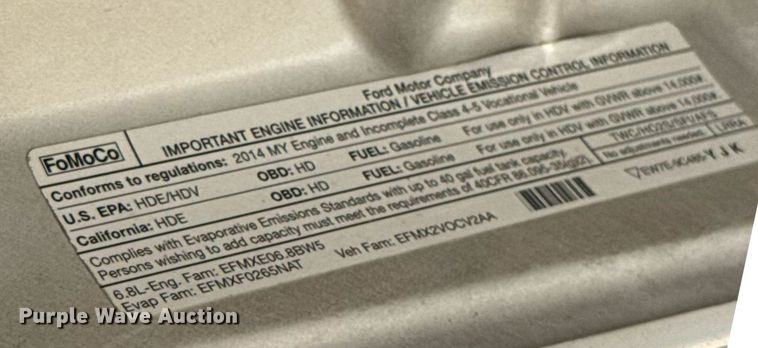 Ford Motor Company
FoMoCo IMPORTANT ENGINE INFORMATION / VEHICLE EMISSION CONTROL INFORMATION
Conforms to regulations: 2014 MY Engine and Incomplete Class 4-5 Vocational Vehicle
U.S. EPA: HDE/HDV OBD: HD FUEL: Gasoline For use only in HDV with GVWR above 14,000#
California: HDE OBD: HD FUEL: Gasoline For use only in HDV with GVWR above 14,000#
Complies with Evaporative Emissions Standards with up to 40 gal fuel tank capacity.
Persons wishing to add capacity must meet the requirements of 40CFR 86.095-35(g)(2)
TWC/HO2S/SFI/AFS
No adjustments needed.
6.8L-Eng. Fam: EFMXE06.8BW5 Veh Fam: EFMX2VOCV2AA
Evap Fam: EFMXF0265NAT
Y J K
Purple Wave Auction